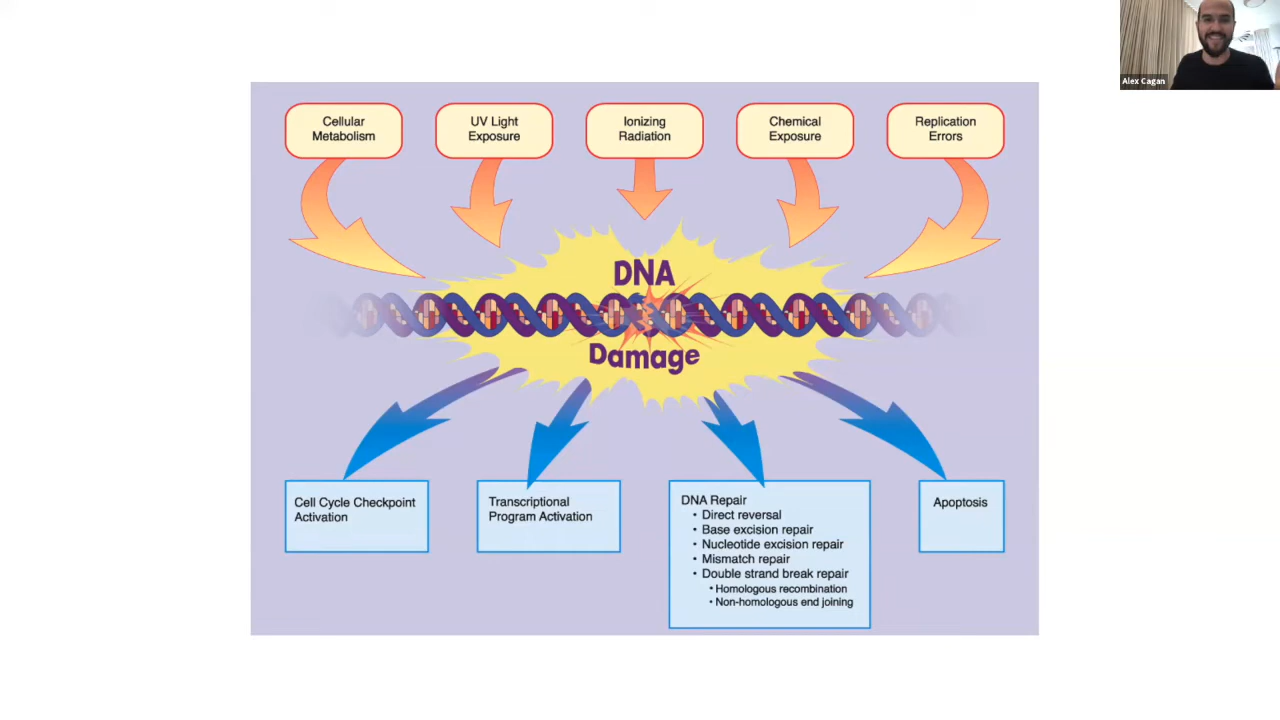 Alex Cagan
Cellular
Metabolism
UV Light
Exposure
Ionizing
Radiation
Chemical
Exposure
Replication
Errors
DNA
Damage
Cell Cycle Checkpoint
Activation
Transcriptional
Program Activation
DNA Repair
• Direct reversal
• Base excision repair
• Nucleotide excision repair
• Mismatch repair
• Double strand break repair
• Homologous recombination
• Non-homologous end joining
Apoptosis